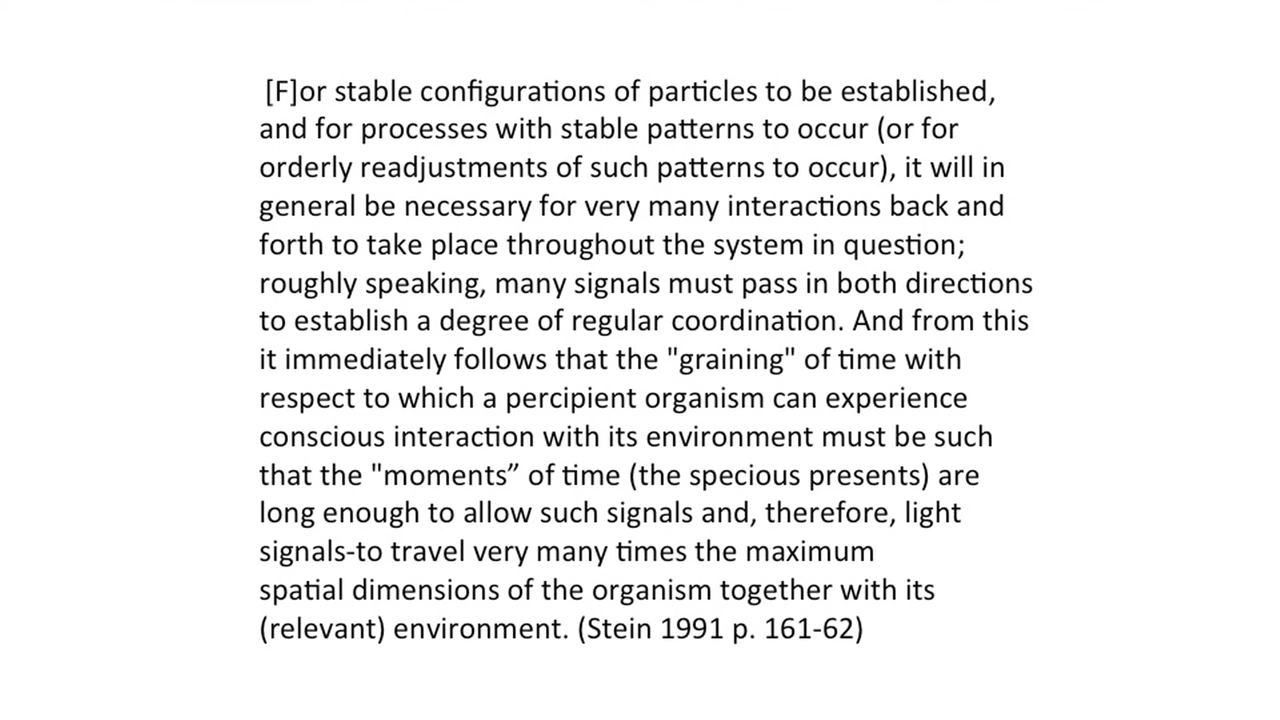 [F]or stable configurations of particles to be established,
and for processes with stable patterns to occur (or for
orderly readjustments of such patterns to occur), it will in
general be necessary for very many interactions back and
forth to take place throughout the system in question;
roughly speaking, many signals must pass in both directions
to establish a degree of regular coordination. And from this
it immediately follows that the "graining" of time with
respect to which a percipient organism can experience
conscious interaction with its environment must be such
that the "moments” of time (the specious presents) are
long enough to allow such signals and, therefore, light
signals-to travel very many times the maximum
spatial dimensions of the organism together with its
(relevant) environment. (Stein 1991 p. 161-62)